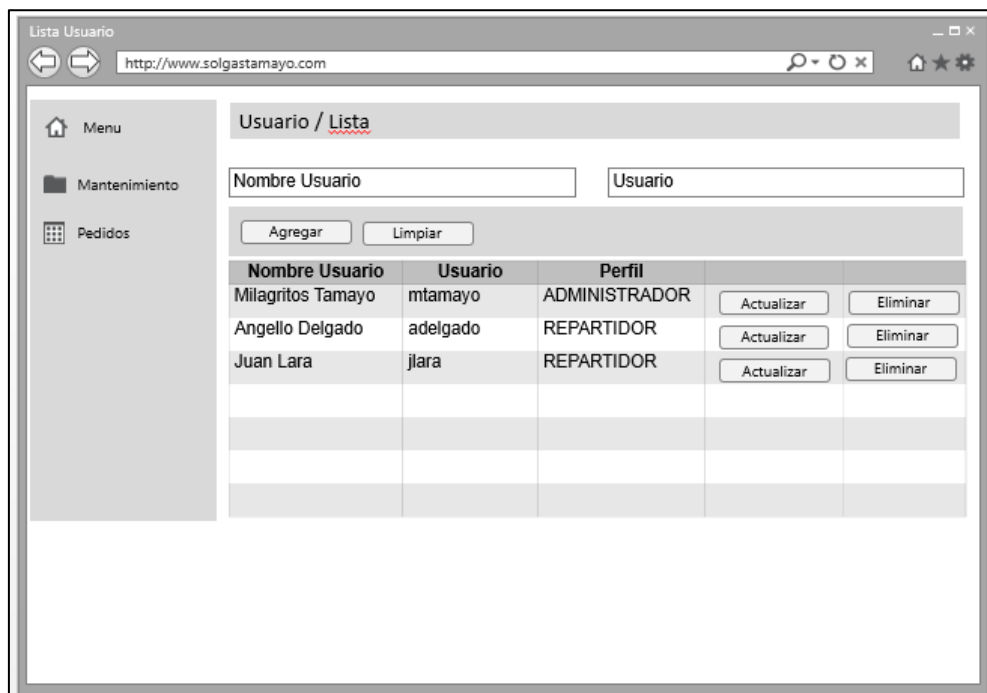 Lista Usuario
http://www.solgastamayo.com
Menu
Mantenimiento
Pedidos
Usuario / Lista
Nombre Usuario Usuario
Agregar Limpiar
Nombre Usuario Usuario Perfil
Milagritos Tamayo mtamayo ADMINISTRADOR Actualizar Eliminar
Angello Delgado adelgado REPARTIDOR Actualizar Eliminar
Juan Lara jlara REPARTIDOR Actualizar Eliminar